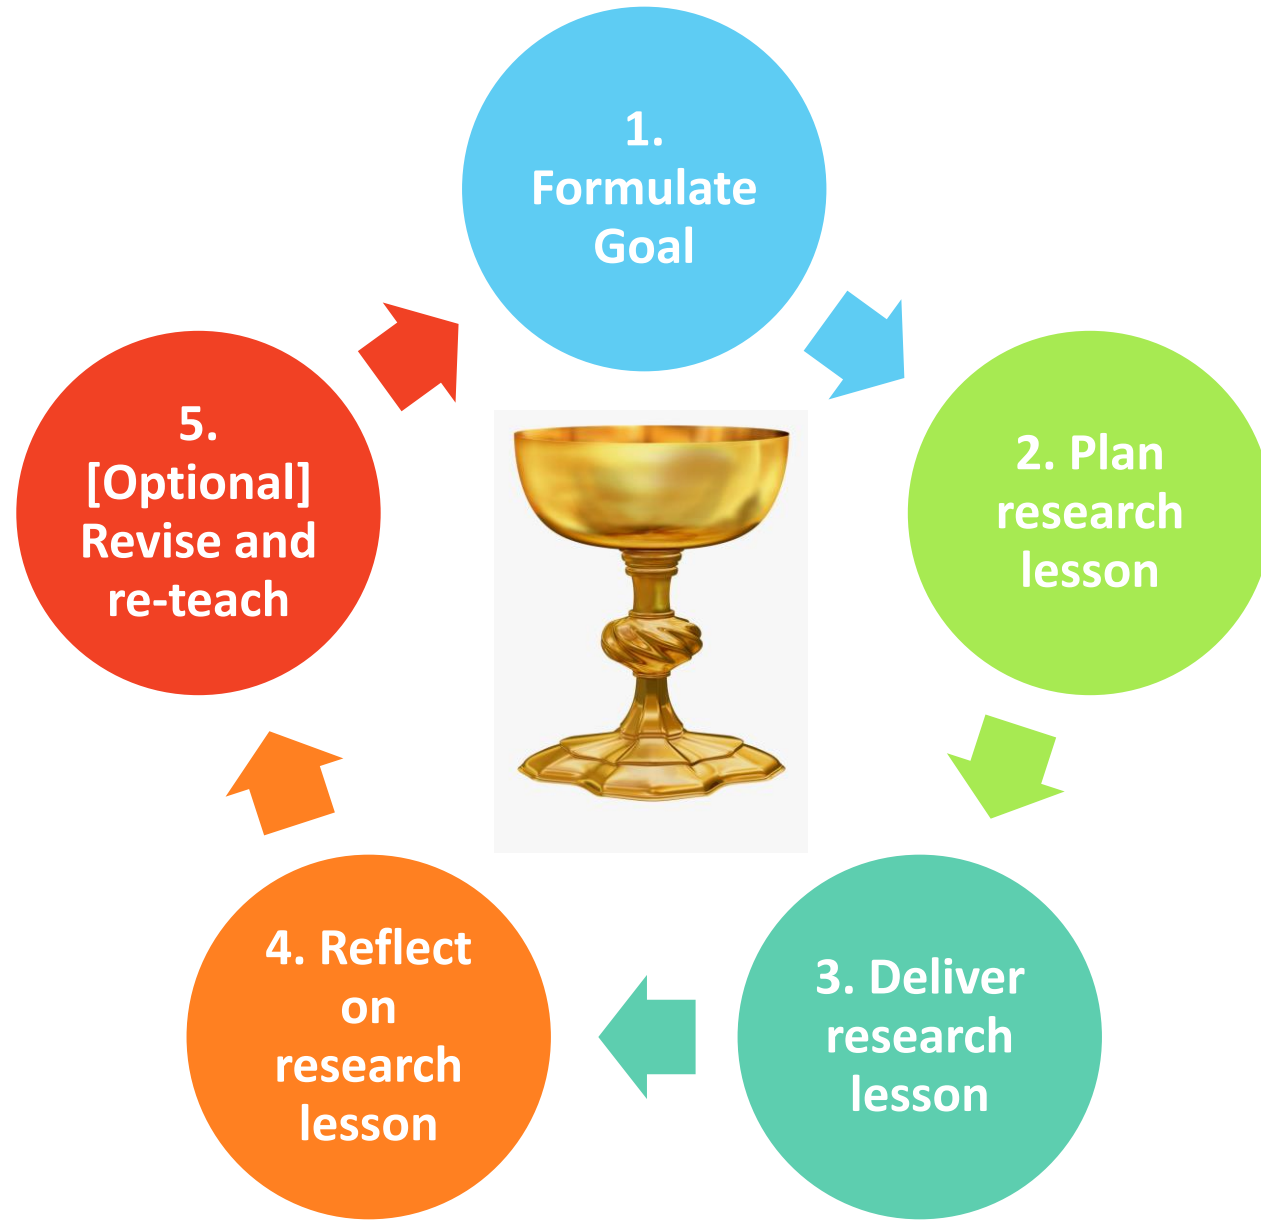 1.
Formulate
Goal
2. Plan
research
lesson
3. Deliver
research
lesson
4. Reflect
on
research
lesson
5.
[Optional]
Revise and
re-teach